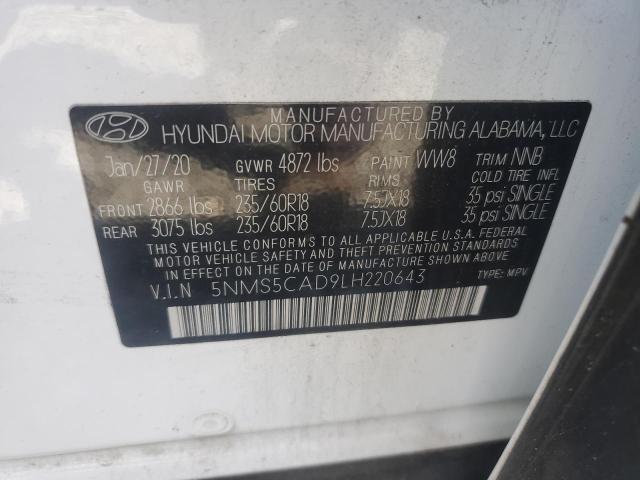 MANUFACTURED BY
HYUNDAI MOTOR MANUFACTURING ALABAMA, LLC
Jan/27/20 GVWR 4872 lbs PAINT WW8 TRIM NNB
GAWR TIRES RIMS COLD TIRE INFL
FRONT 2866 lbs 235/60R18 7.5JX18 35 psi SINGLE
REAR 3075 lbs 235/60R18 7.5JX18 35 psi SINGLE
THIS VEHICLE CONFORMS TO ALL APPLICABLE U.S.A. FEDERAL
MOTOR VEHICLE SAFETY AND THEFT PREVENTION STANDARDS
IN EFFECT ON THE DATE OF MANUFACTURE SHOWN ABOVE.
V.I.N 5NMS5CAD9LH220643 TYPE: MPV